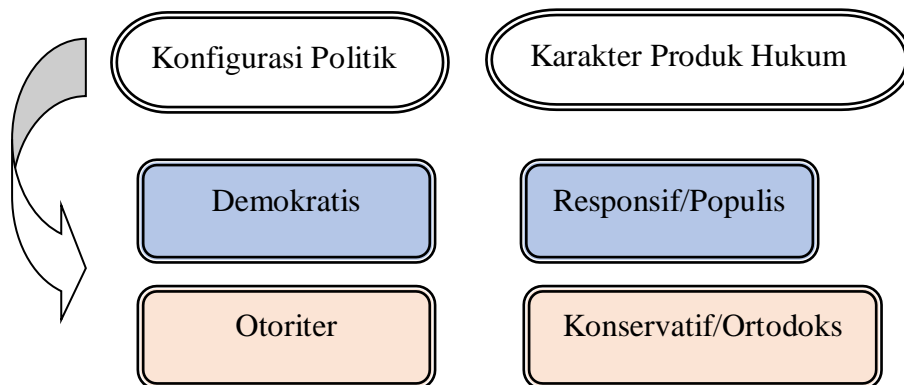 Konfigurasi Politik
Karakter Produk Hukum
Demokratis
Responsif/Populis
Otoriter
Konservatif/Ortodoks